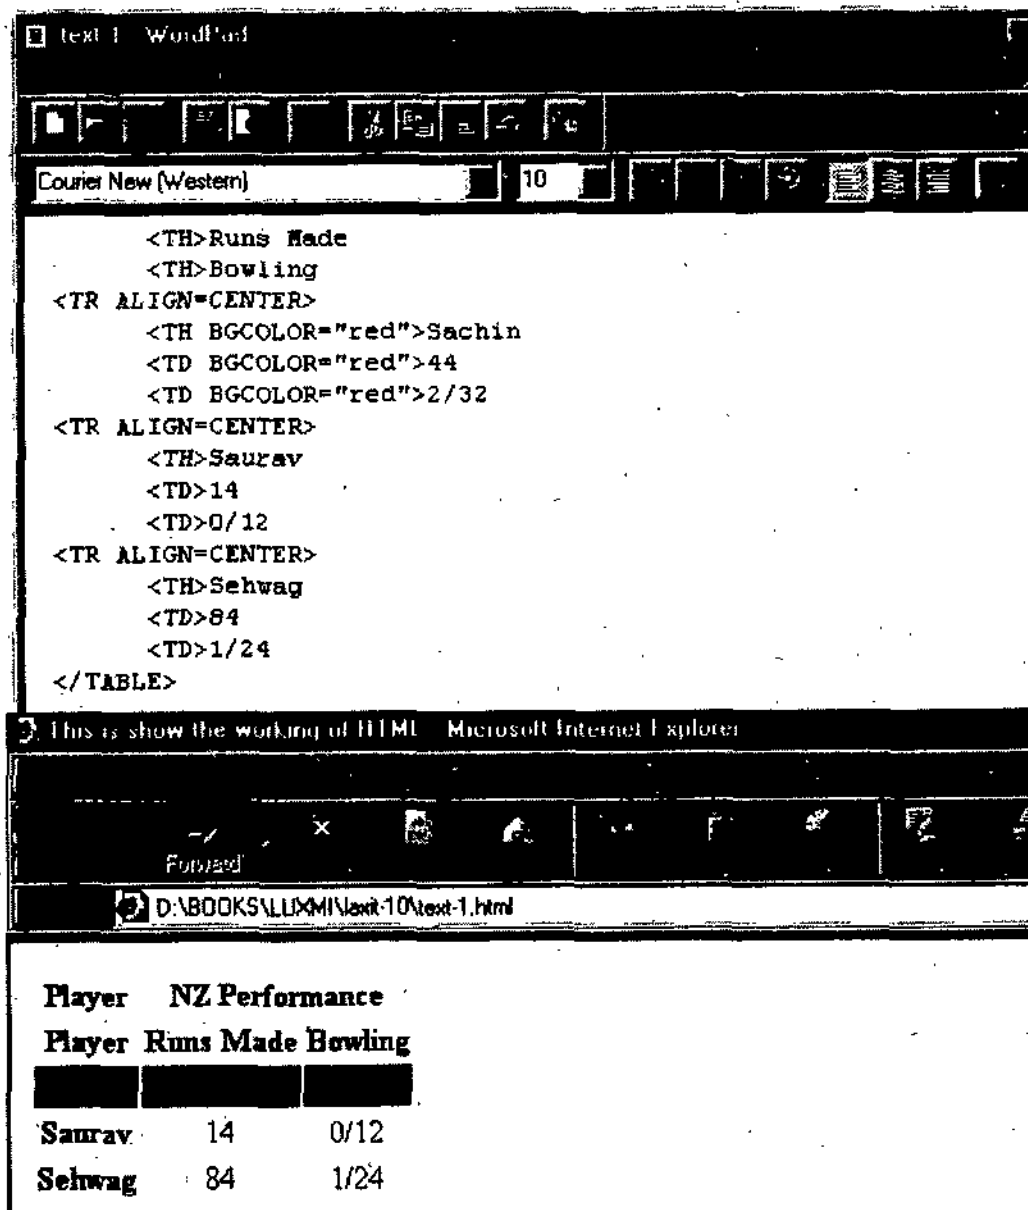 text 1 WordPad
Courier New (Western) 10
<TH>Runs Made
<TH>Bowling
<TR ALIGN=CENTER>
<TH BGCOLOR="red">Sachin
<TD BGCOLOR="red">44
<TD BGCOLOR="red">2/32
<TR ALIGN=CENTER>
<TH>Saurav
<TD>14
<TD>0/12
<TR ALIGN=CENTER>
<TH>Sehwag
<TD>84
<TD>1/24
</TABLE>
This is show the working of HTML Microsoft Internet Explorer
Forward
D:\BOOKS\LUXMI\laxit-10\text-1.html
Player NZ Performance
Player Runs Made Bowling
Saurav 14 0/12
Sehwag 84 1/24